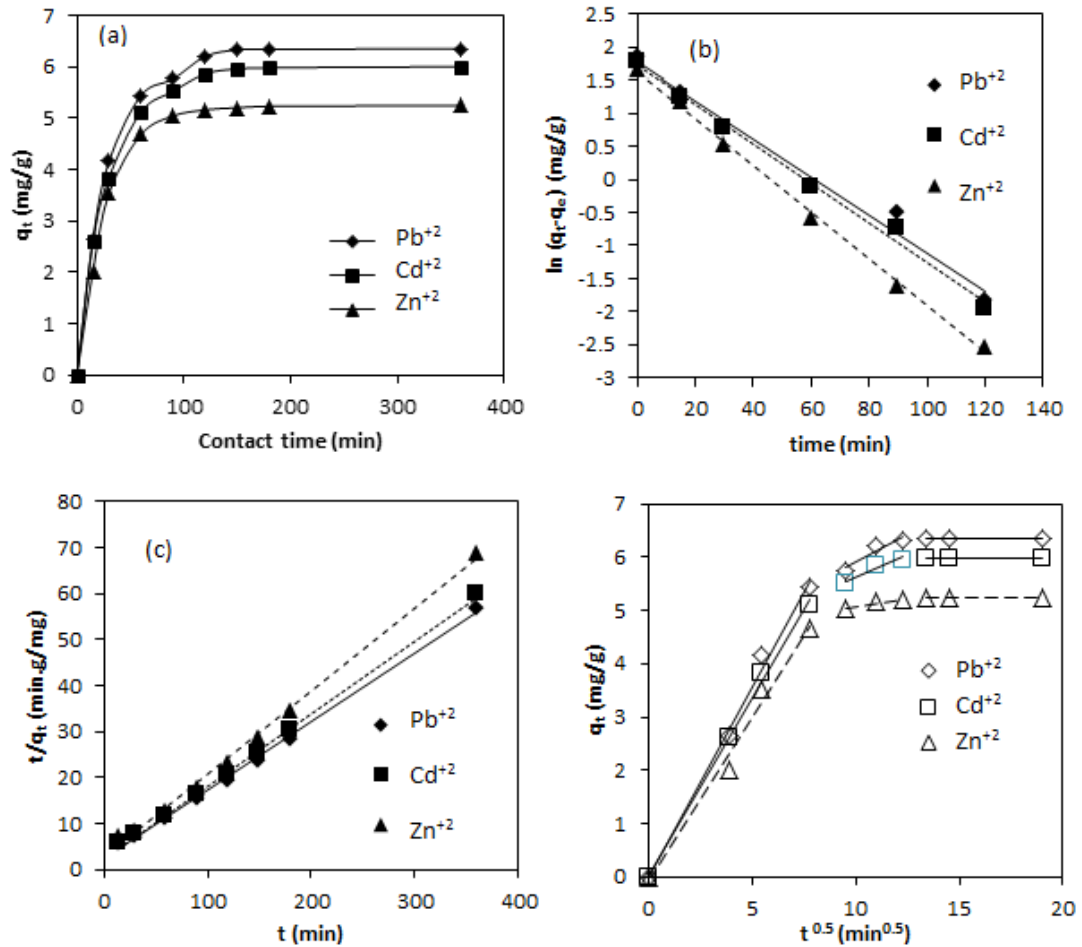 (a)
7
6
5
4
3
2
1
0
qt (mg/g)
Pb+2
Cd+2
Zn+2
0 100 200 300 400
Contact time (min)
(b)
2.5
2
1.5
1
0.5
0
-0.5
-1
-1.5
-2
-2.5
-3
ln (qt-qe) (mg/g)
Pb+2
Cd+2
Zn+2
0 20 40 60 80 100 120 140
time (min)
(c)
80
70
60
50
40
30
20
10
0
t/qt (min.g/mg)
Pb+2
Cd+2
Zn+2
0 100 200 300 400
t (min)
7
6
5
4
3
2
1
0
qt (mg/g)
Pb+2
Cd+2
Zn+2
0 5 10 15 20
t 0.5 (min0.5)